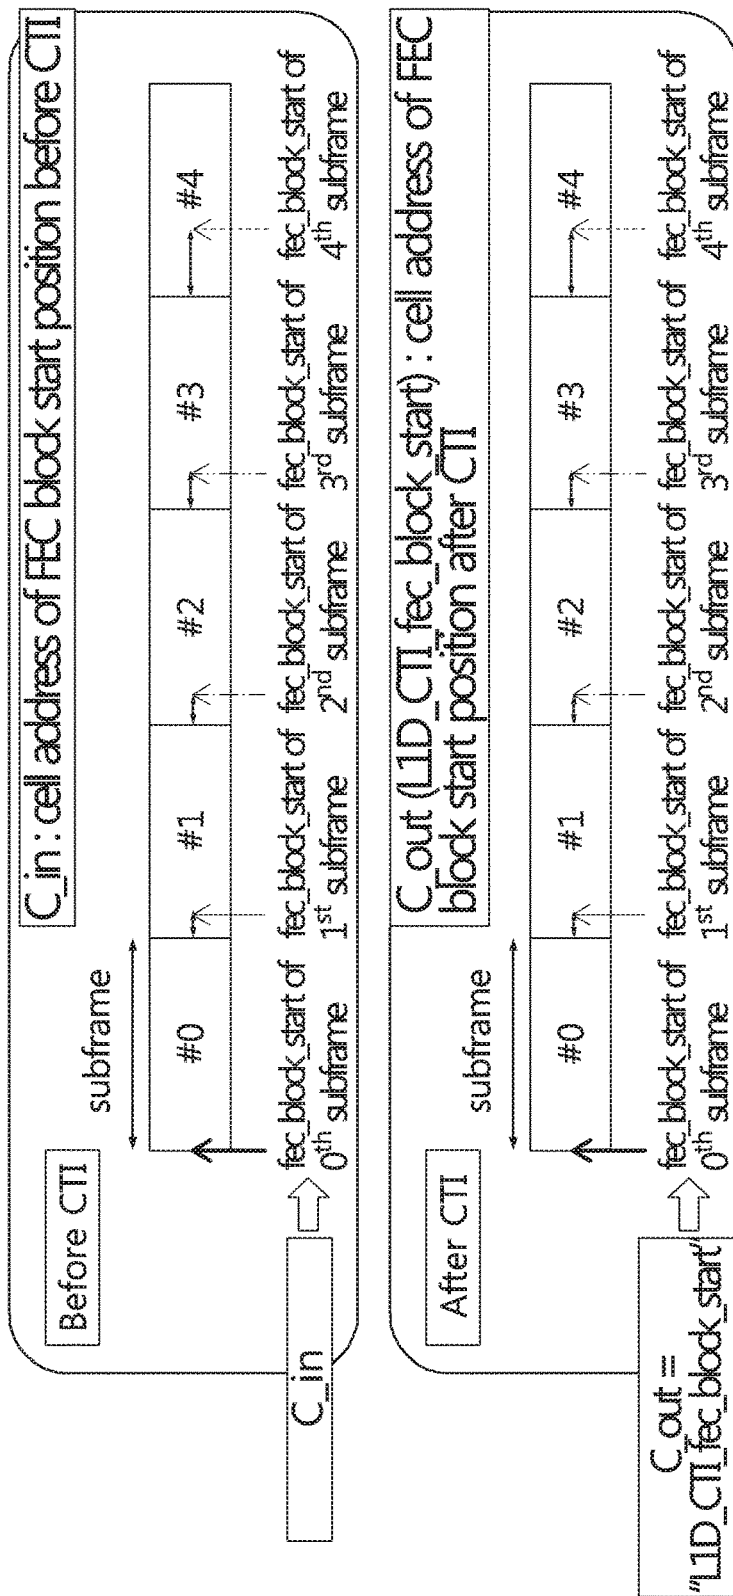 Before CTI
C_in : cell address of FEC block start position before CTI
subframe
#0
#1
#2
#3
#4
C_in
fec_block_start of
0th subframe
fec_block_start of
1st subframe
fec_block_start of
2nd subframe
fec_block_start of
3rd subframe
fec_block_start of
4th subframe
After CTI
C_out (L1D_CTI_fec_block_start) : cell address of FEC
block start position after CTI
subframe
#0
#1
#2
#3
#4
C_out =
"L1D_CTI_fec_block_start"
fec_block_start of
0th subframe
fec_block_start of
1st subframe
fec_block_start of
2nd subframe
fec_block_start of
3rd subframe
fec_block_start of
4th subframe